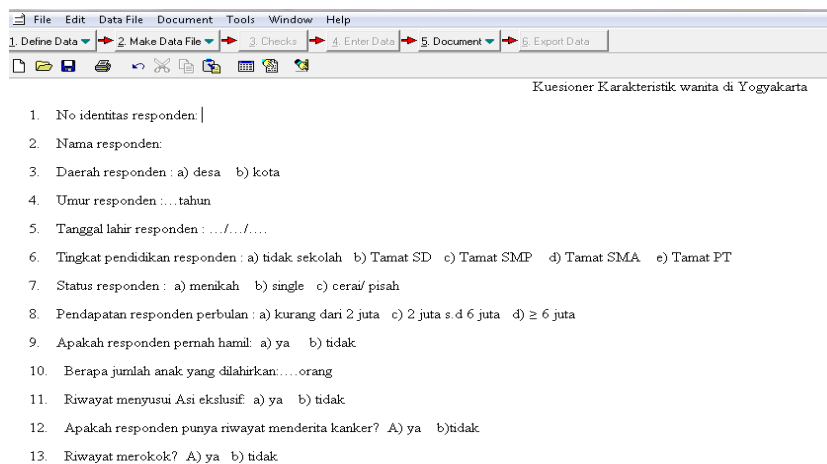 File Edit Data File Document Tools Window Help
1. Define Data 2. Make Data File 3. Checks 4. Enter Data 5. Document 6. Export Data
Kuesioner Karakteristik wanita di Yogyakarta
1. No identitas responden:
2. Nama responden:
3. Daerah responden : a) desa b) kota
4. Umur responden :...tahun
5. Tanggal lahir responden : .../.../....
6. Tingkat pendidikan responden : a) tidak sekolah b) Tamat SD c) Tamat SMP d) Tamat SMA e) Tamat PT
7. Status responden : a) menikah b) single c) cerai/ pisah
8. Pendapatan responden perbulan : a) kurang dari 2 juta c) 2 juta s.d 6 juta d) ≥ 6 juta
9. Apakah responden pernah hamil: a) ya b) tidak
10. Berapa jumlah anak yang dilahirkan:....orang
11. Riwayat menyusui Asi ekslusif: a) ya b) tidak
12. Apakah responden punya riwayat menderita kanker? A) ya b)tidak
13. Riwayat merokok? A) ya b) tidak